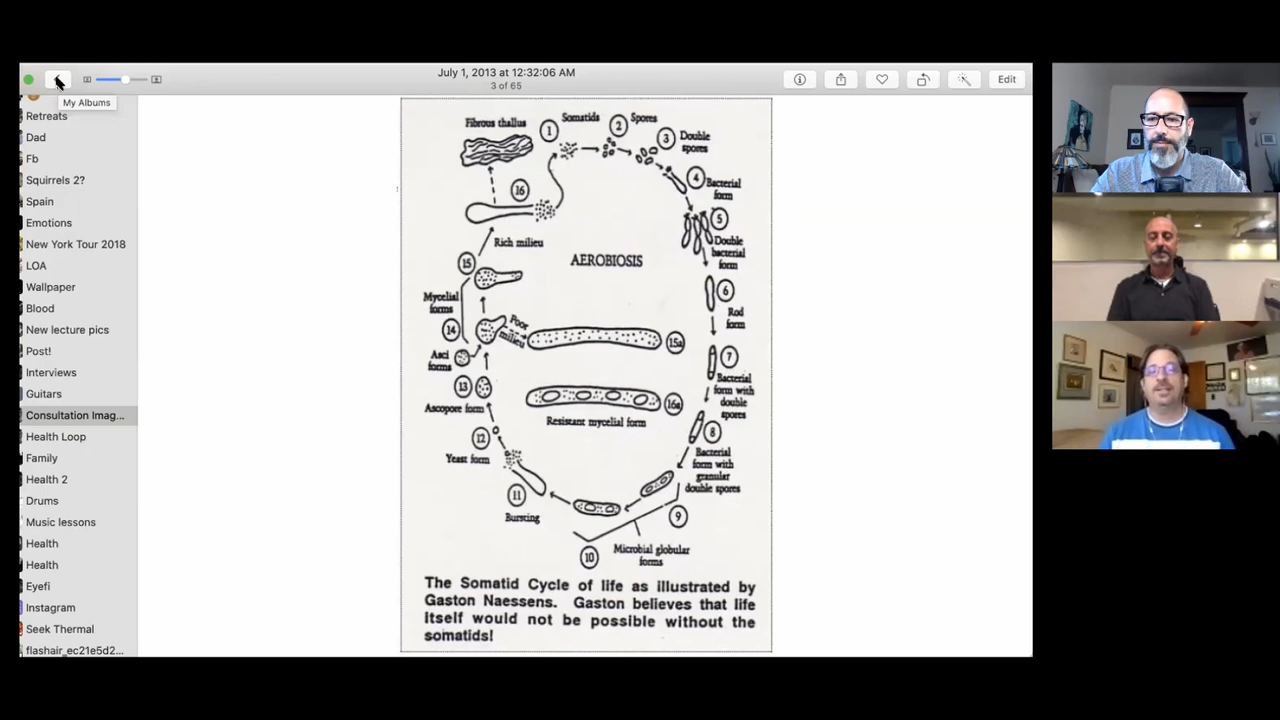 July 1, 2013 at 12:32:06 AM
3 of 65
Edit
My Albums
Retreats
Dad
Fb
Squirrels 2?
Spain
Emotions
New York Tour 2018
LOA
Wallpaper
Blood
New lecture pics
Post!
Interviews
Guitars
Consultation Imag...
Health Loop
Family
Health 2
Drums
Music lessons
Health
Health
Eyefi
Instagram
Seek Thermal
flashair_ec21e5d2...
Fibrous thallus
1
Somatids
2
Spores
3
Double
spores
4
Bacterial
form
5
Double
bacterial
form
6
Rod
form
7
Bacterial
form with
double
spores
8
Bacterial
form with
granular
double spores
9
10
Microbial globular
forms
11
Bursting
12
Yeast form
13
Ascopore form
Asci
forms
14
Mycelial
forms
15
Rich milieu
16
AEROBIOSIS
Poor
milieu
15a
16a
Resistant mycelial form
The Somatid Cycle of life as illustrated by
Gaston Naessens. Gaston believes that life
itself would not be possible without the
somatids!